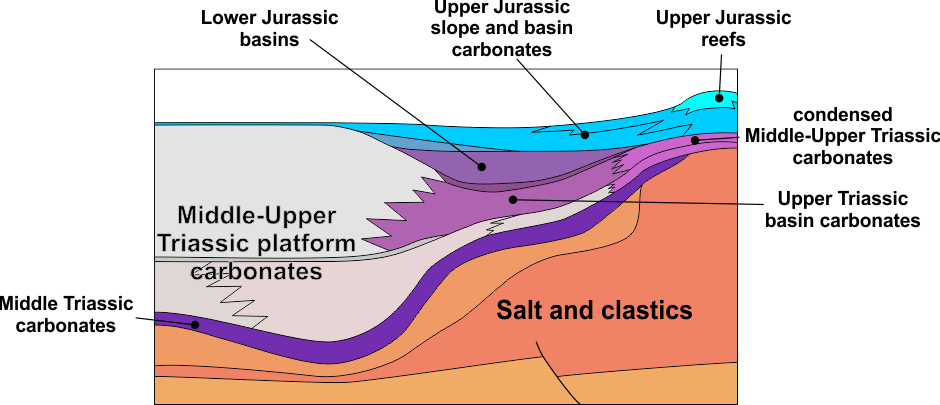 Lower Jurassic
basins
Upper Jurassic
slope and basin
carbonates
Upper Jurassic
reefs
condensed
Middle-Upper Triassic
carbonates
Upper Triassic
basin carbonates
Middle-Upper
Triassic platform
carbonates
Salt and clastics
Middle Triassic
carbonates